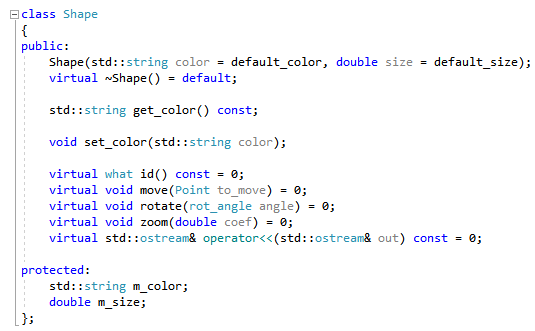 class Shape
{
public:
    Shape(std::string color = default_color, double size = default_size);
    virtual ~Shape() = default;

    std::string get_color() const;

    void set_color(std::string color);

    virtual what id() const = 0;
    virtual void move(Point to_move) = 0;
    virtual void rotate(rot_angle angle) = 0;
    virtual void zoom(double coef) = 0;
    virtual std::ostream& operator<<(std::ostream& out) const = 0;

protected:
    std::string m_color;
    double m_size;
};